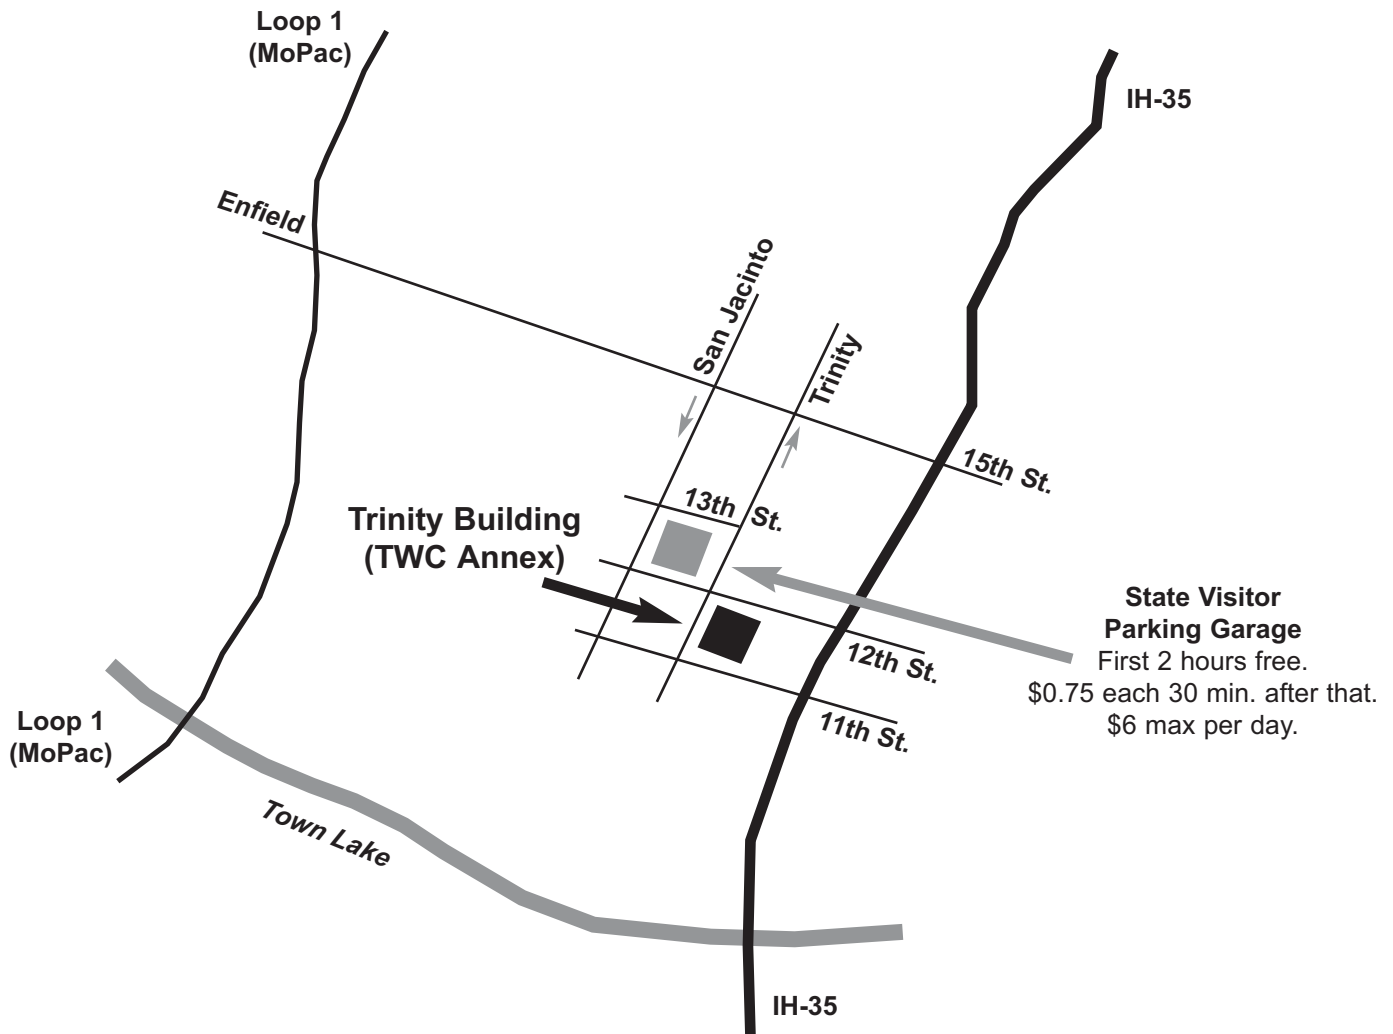 Loop 1
(MoPac)
IH-35
Enfield
San Jacinto
Trinity
15th St.
13th St.
Trinity Building
(TWC Annex)
State Visitor
Parking Garage
First 2 hours free.
$0.75 each 30 min. after that.
$6 max per day.
12th St.
11th St.
Loop 1
(MoPac)
Town Lake
IH-35